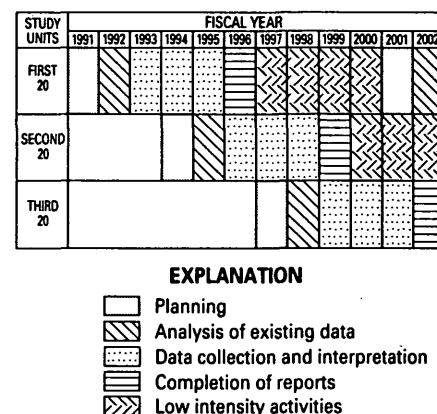 STUDY UNITS FISCAL YEAR
1991 1992 1993 1994 1995 1996 1997 1998 1999 2000 2001 2002
FIRST
20
SECOND
20
THIRD
20
EXPLANATION
Planning
Analysis of existing data
Data collection and interpretation
Completion of reports
Low intensity activities